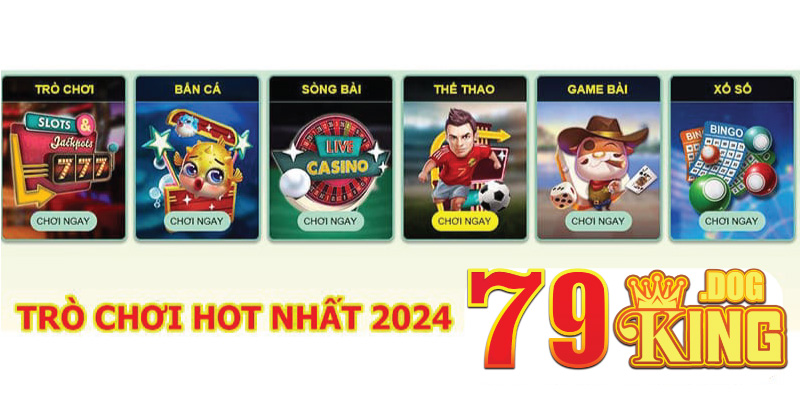 TRÒ CHƠI
BẮN CÁ
SÒNG BÀI
THỂ THAO
GAME BÀI
XỔ SỐ
SLOTS &
Jackpots
777
LIVE
CASINO
BINGO
BINGO
CHƠI NGAY
CHƠI NGAY
CHƠI NGAY
CHƠI NGAY
CHƠI NGAY
CHƠI NGAY
TRÒ CHƠI HOT NHẤT 2024
79
.DOG
KING